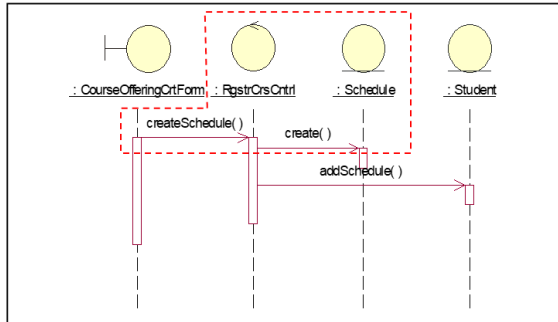 : CourseOfferingCrtForm : RgstrCrsCntrl : Schedule : Student
createSchedule( )
create( )
addSchedule( )